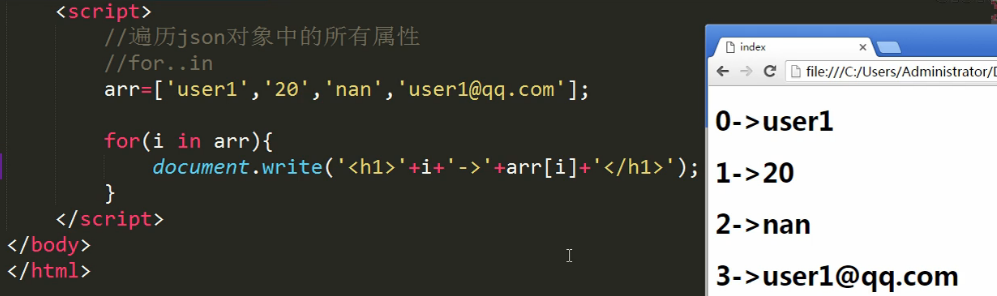 <script>
//遍历json对象中的所有属性
//for..in
arr=['user1','20','nan','user1@qq.com'];
for(i in arr){
document.write('<h1>'+i+'->'+arr[i]+'</h1>');
}
</script>
</body>
</html>
index
file:///C:/Users/Administrator/D
0->user1
1->20
2->nan
3->user1@qq.com